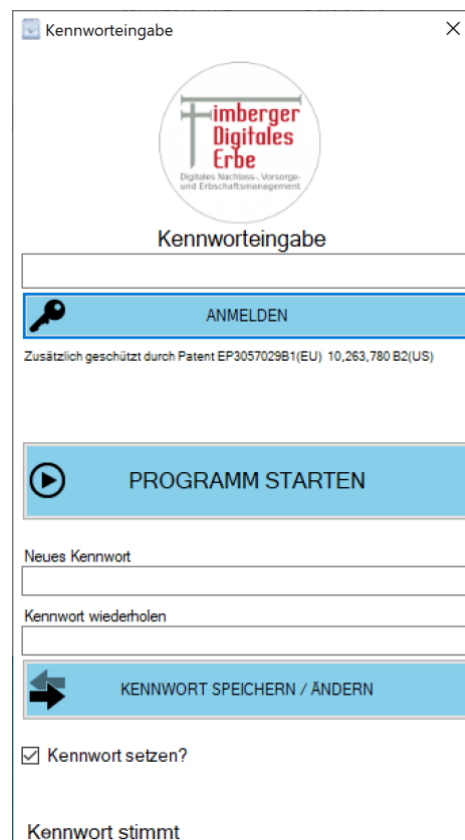 Kennworteingabe
Fimberger
Digitales
Erbe
Digitales Nachlass-, Vorsorge-
und Erbschaftsmanagement
Kennworteingabe
ANMELDEN
Zusätzlich geschützt durch Patent EP3057029B1(EU) 10,263,780 B2(US)
PROGRAMM STARTEN
Neues Kennwort
Kennwort wiederholen
KENNWORT SPEICHERN / ÄNDERN
Kennwort setzen?
Kennwort stimmt